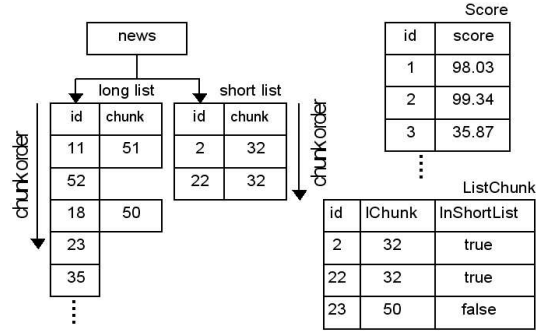 news
long list
id chunk
11 51
52
18 50
23
35
chunk order
short list
id chunk
2 32
22 32
chunk order
Score
id score
1 98.03
2 99.34
3 35.87
ListChunk
id lChunk InShortList
2 32 true
22 32 true
23 50 false